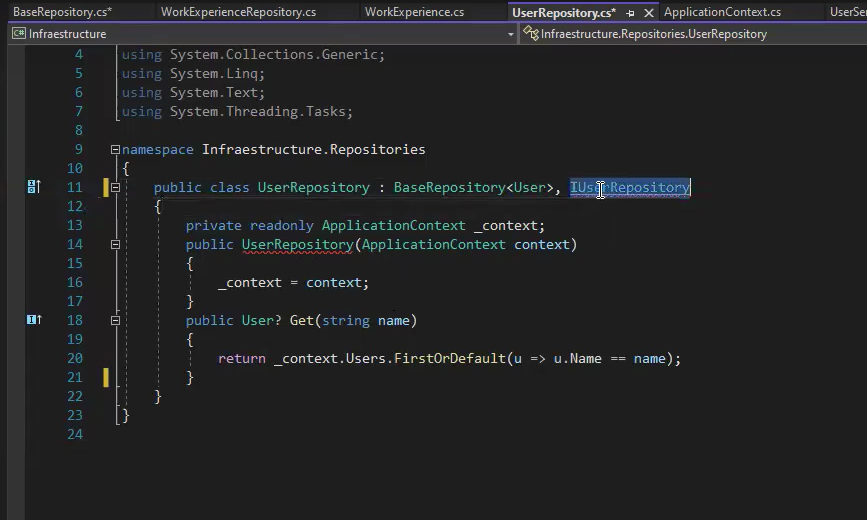 BaseRepository.cs* WorkExperienceRepository.cs WorkExperience.cs UserRepository.cs* ApplicationContext.cs UserSer
C# Infraestructure Infraestructure.Repositories.UserRepository
4 using System.Collections.Generic;
5 using System.Linq;
6 using System.Text;
7 using System.Threading.Tasks;
8
9 namespace Infraestructure.Repositories
10 {
11 public class UserRepository : BaseRepository<User>, IUserRepository
12 {
13 private readonly ApplicationContext _context;
14 public UserRepository(ApplicationContext context)
15 {
16 _context = context;
17 }
18 public User? Get(string name)
19 {
20 return _context.Users.FirstOrDefault(u => u.Name == name);
21 }
22 }
23 }
24